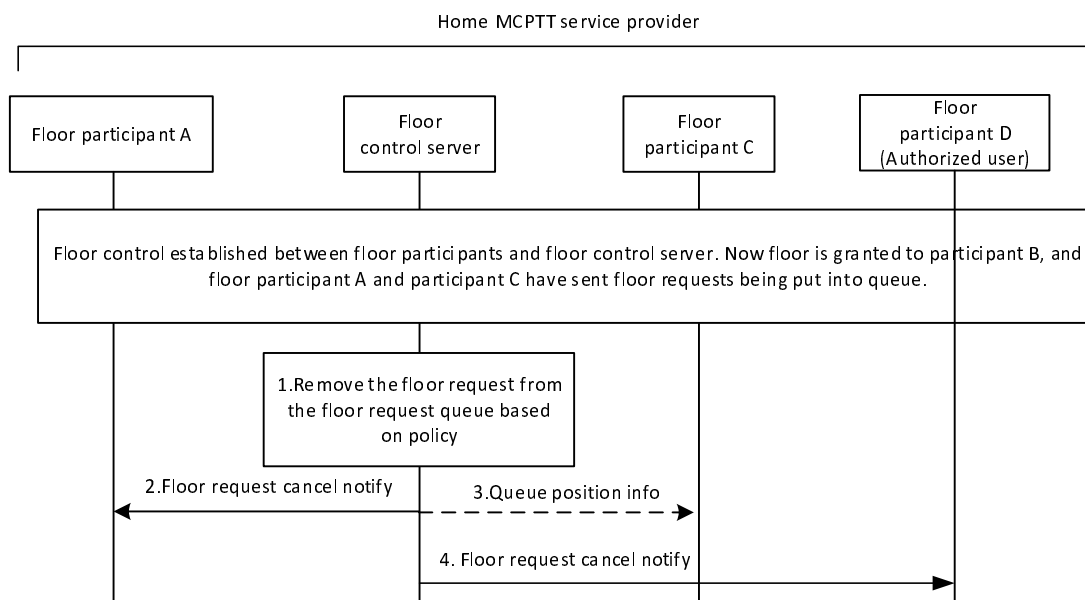 Home MCPTT service provider
Floor participant A
Floor
control server
Floor
participant C
Floor
participant D
(Authorized user)
Floor control established between floor participants and floor control server. Now floor is granted to participant B, and
floor participant A and participant C have sent floor requests being put into queue.
1.Remove the floor request from
the floor request queue based
on policy
2.Floor request cancel notify
3.Queue position info
4. Floor request cancel notify